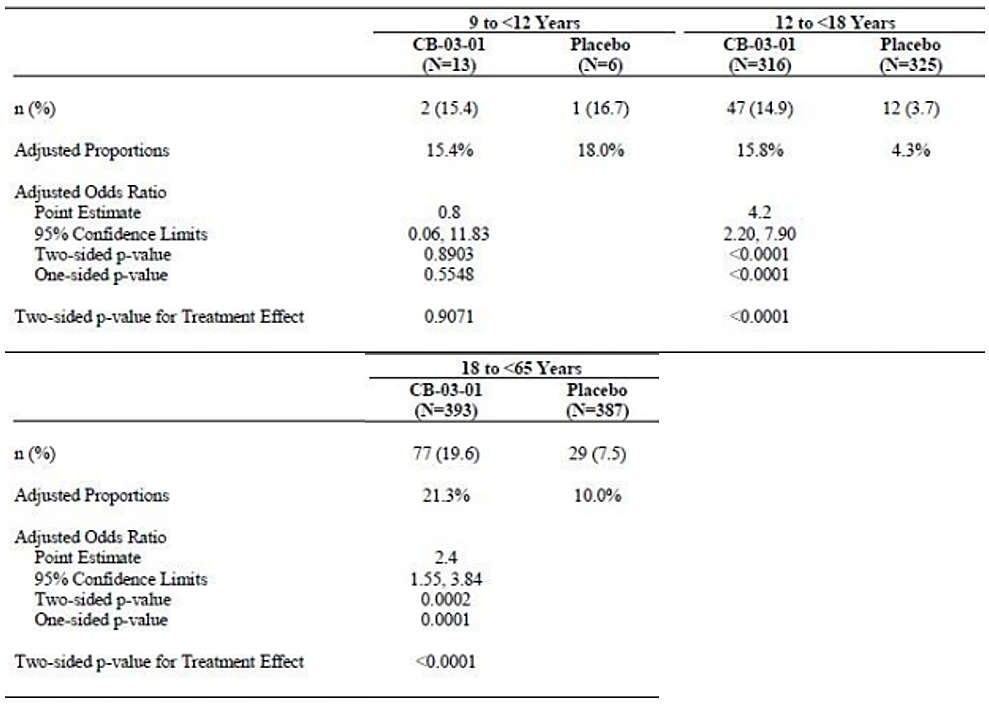 9 to <12 Years 12 to <18 Years
CB-03-01 Placebo CB-03-01 Placebo
(N=13) (N=6) (N=316) (N=325)
n (%) 2 (15.4) 1 (16.7) 47 (14.9) 12 (3.7)
Adjusted Proportions 15.4% 18.0% 15.8% 4.3%
Adjusted Odds Ratio
Point Estimate 0.8 4.2
95% Confidence Limits 0.06, 11.83 2.20, 7.90
Two-sided p-value 0.8903 <0.0001
One-sided p-value 0.5548 <0.0001
Two-sided p-value for Treatment Effect 0.9071 <0.0001
18 to <65 Years
CB-03-01 Placebo
(N=393) (N=387)
n (%) 77 (19.6) 29 (7.5)
Adjusted Proportions 21.3% 10.0%
Adjusted Odds Ratio
Point Estimate 2.4
95% Confidence Limits 1.55, 3.84
Two-sided p-value 0.0002
One-sided p-value 0.0001
Two-sided p-value for Treatment Effect <0.0001